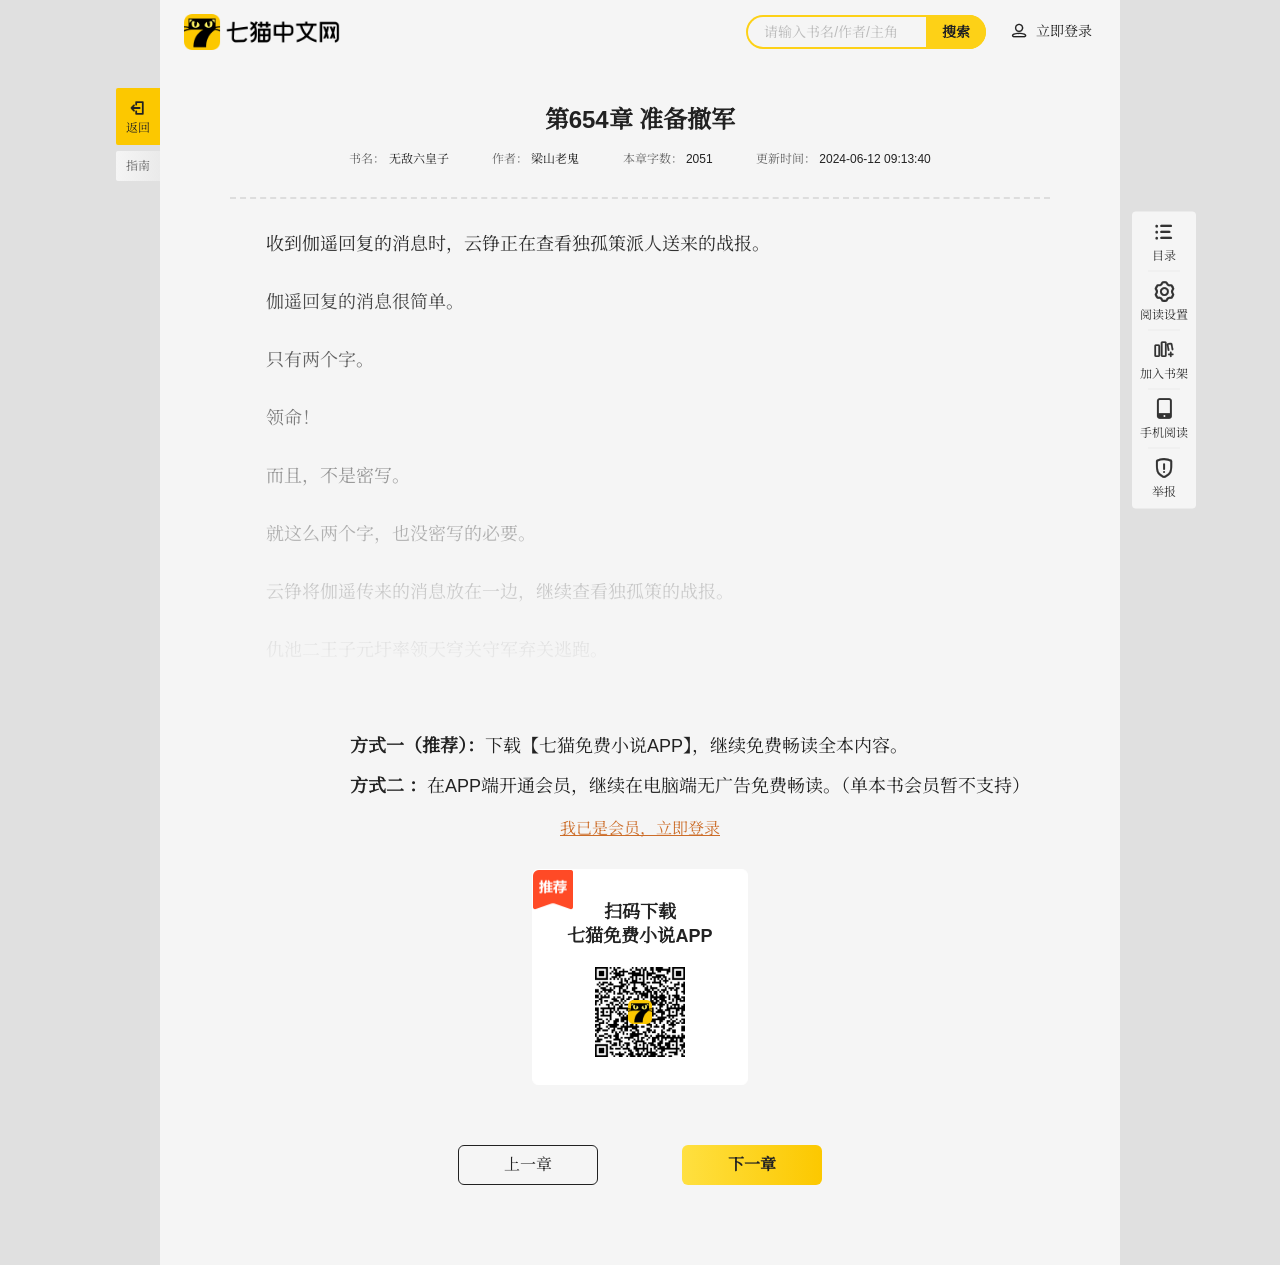 七猫中文网
请输入书名/作者/主角
搜索
立即登录
返回
指南
第654章 准备撤军
书名： 无敌六皇子 作者： 梁山老鬼 本章字数： 2051 更新时间： 2024-06-12 09:13:40
收到伽遥回复的消息时，云铮正在查看独孤策派人送来的战报。
伽遥回复的消息很简单。
只有两个字。
领命！
而且，不是密写。
就这么两个字，也没密写的必要。
云铮将伽遥传来的消息放在一边，继续查看独孤策的战报。
仇池二王子元圩率领天穹关守军弃关逃跑。
目录
阅读设置
加入书架
手机阅读
举报
方式一（推荐）：下载【七猫免费小说APP】，继续免费畅读全本内容。
方式二 ：在APP端开通会员，继续在电脑端无广告免费畅读。（单本书会员暂不支持）
我已是会员，立即登录
推荐
扫码下载
七猫免费小说APP
上一章
下一章